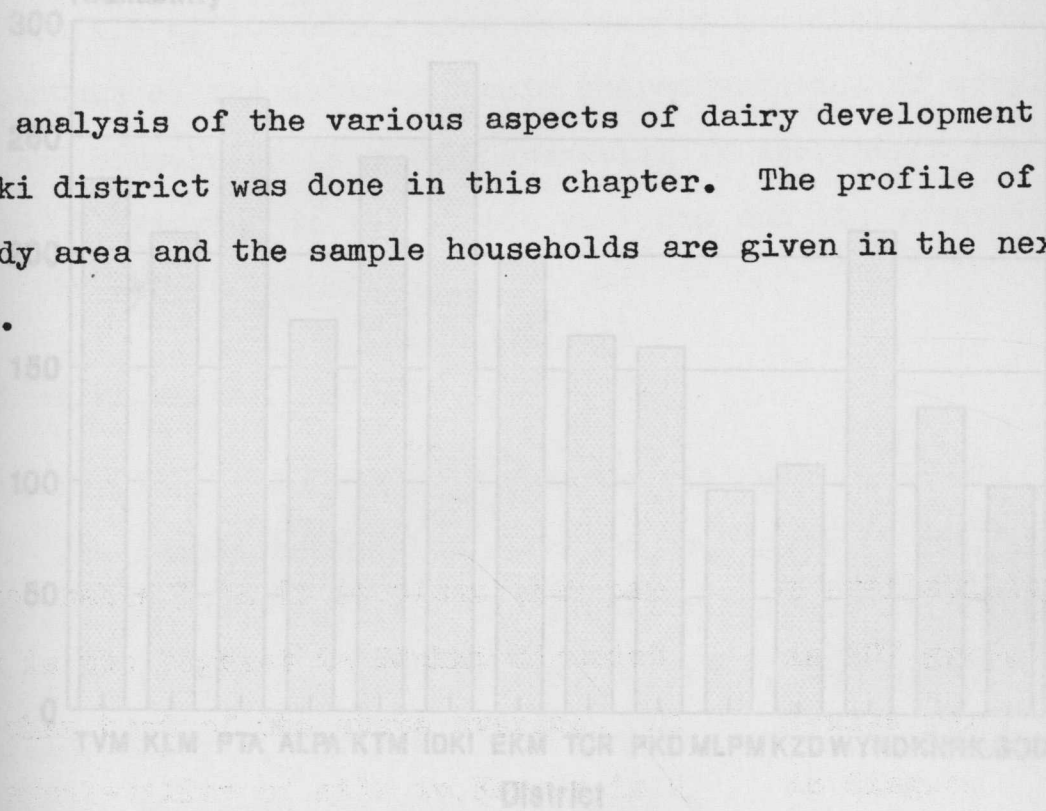 analysis of the various aspects of dairy development
ki district was done in this chapter. The profile of
dy area and the sample households are given in the nex
.
300
150
100
50
0
TVM KLM PTA ALPA KTM IDKI EKM TCR PKD MLPM KZD WYND KNR
District